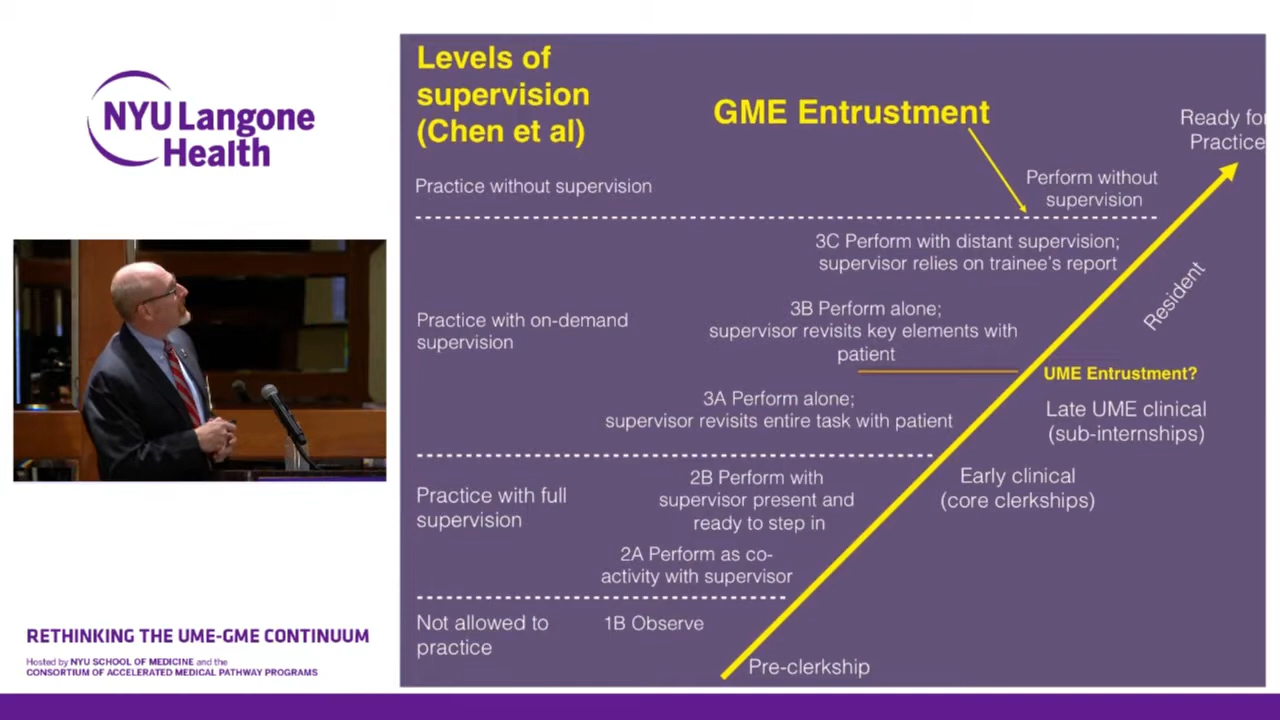 NYU Langone
Health
RETHINKING THE UME-GME CONTINUUM
Hosted by NYU SCHOOL OF MEDICINE and the
CONSORTIUM OF ACCELERATED MEDICAL PATHWAY PROGRAMS
Levels of
supervision
(Chen et al)
GME Entrustment
Ready for
Practice
Practice without supervision
Perform without
supervision
3C Perform with distant supervision;
supervisor relies on trainee's report
Resident
Practice with on-demand
supervision
3B Perform alone;
supervisor revisits key elements with
patient
UME Entrustment?
3A Perform alone;
supervisor revisits entire task with patient
Late UME clinical
(sub-internships)
Practice with full
supervision
2B Perform with
supervisor present and
ready to step in
Early clinical
(core clerkships)
2A Perform as co-
activity with supervisor
Not allowed to
practice
1B Observe
Pre-clerkship